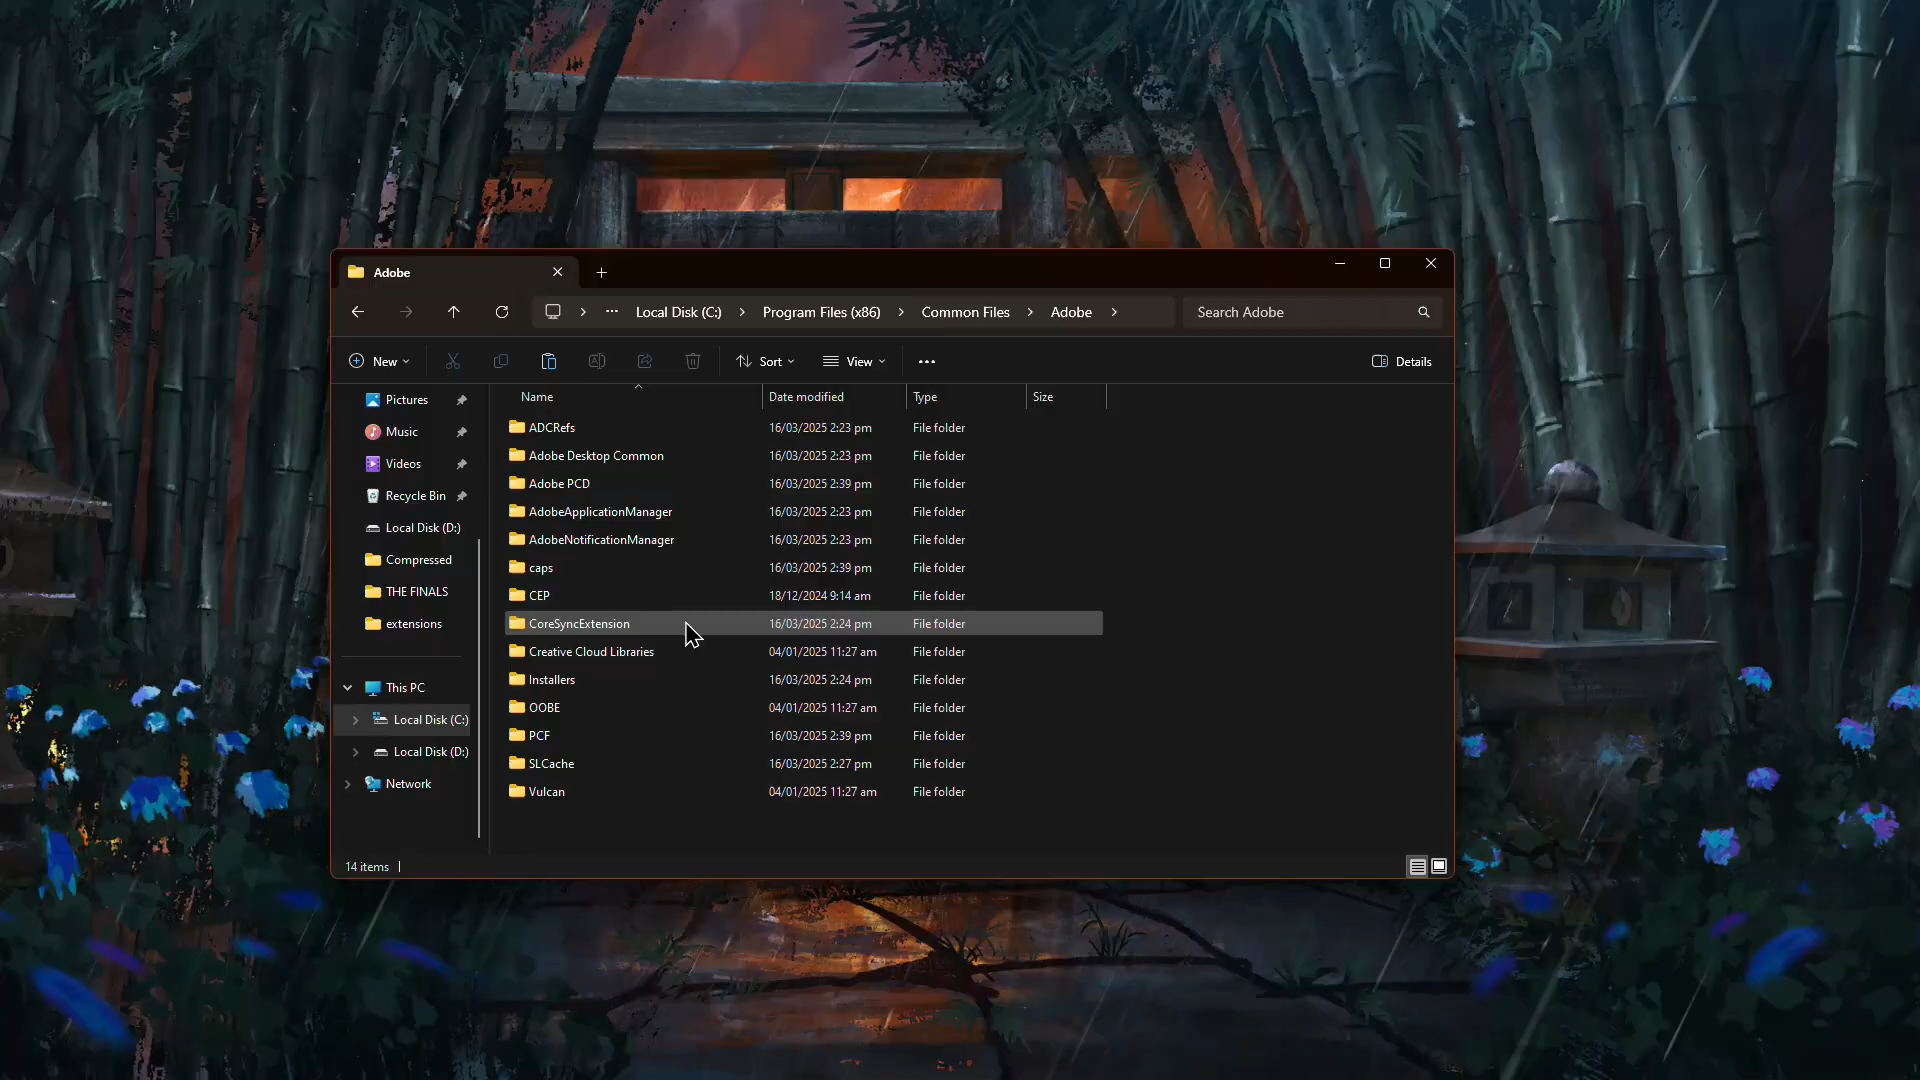 Adobe
Local Disk (C:) Program Files (x86) Common Files Adobe Search Adobe
New Sort View Details
Pictures
Music
Videos
Recycle Bin
Local Disk (D:)
Compressed
THE FINALS
extensions
This PC
Local Disk (C:)
Local Disk (D:)
Network
Name Date modified Type Size
ADCRefs 16/03/2025 2:23 pm File folder
Adobe Desktop Common 16/03/2025 2:23 pm File folder
Adobe PCD 16/03/2025 2:39 pm File folder
AdobeApplicationManager 16/03/2025 2:23 pm File folder
AdobeNotificationManager 16/03/2025 2:23 pm File folder
caps 16/03/2025 2:39 pm File folder
CEP 18/12/2024 9:14 am File folder
CoreSyncExtension 16/03/2025 2:24 pm File folder
Creative Cloud Libraries 04/01/2025 11:27 am File folder
Installers 16/03/2025 2:24 pm File folder
OOBE 04/01/2025 11:27 am File folder
PCF 16/03/2025 2:39 pm File folder
SLCache 16/03/2025 2:27 pm File folder
Vulcan 04/01/2025 11:27 am File folder
14 items